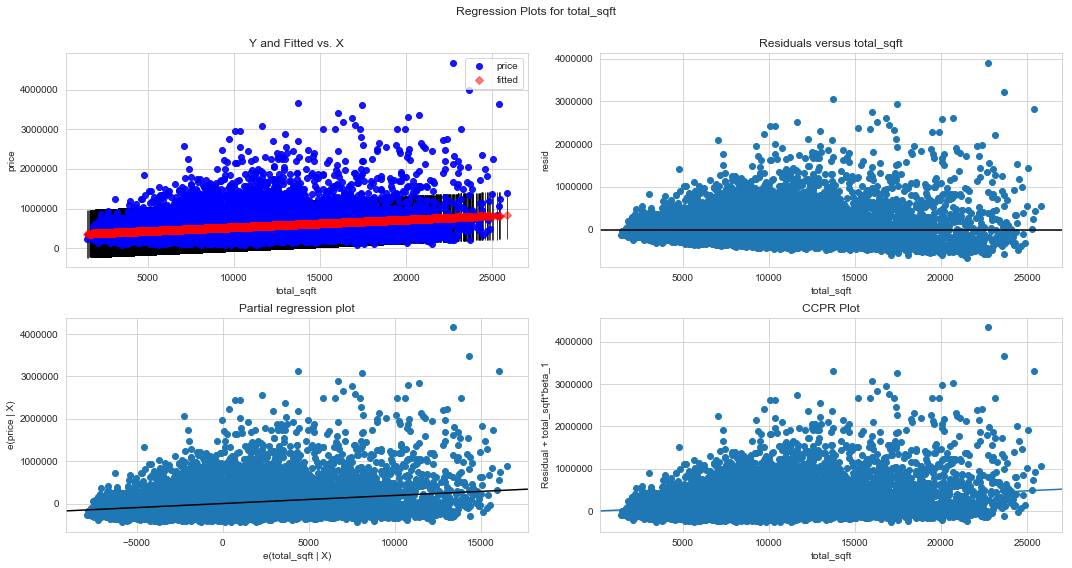 Regression Plots for total_sqft
Y and Fitted vs. X
price
fitted
4000000
3000000
2000000
1000000
0
price
5000
10000
15000
20000
25000
total_sqft
Residuals versus total_sqft
4000000
3000000
2000000
1000000
0
resid
5000
10000
15000
20000
25000
total_sqft
Partial regression plot
4000000
3000000
2000000
1000000
0
e(price | X)
−5000
0
5000
10000
15000
e(total_sqft | X)
CCPR Plot
4000000
3000000
2000000
1000000
0
Residual + total_sqft*beta_1
5000
10000
15000
20000
25000
total_sqft